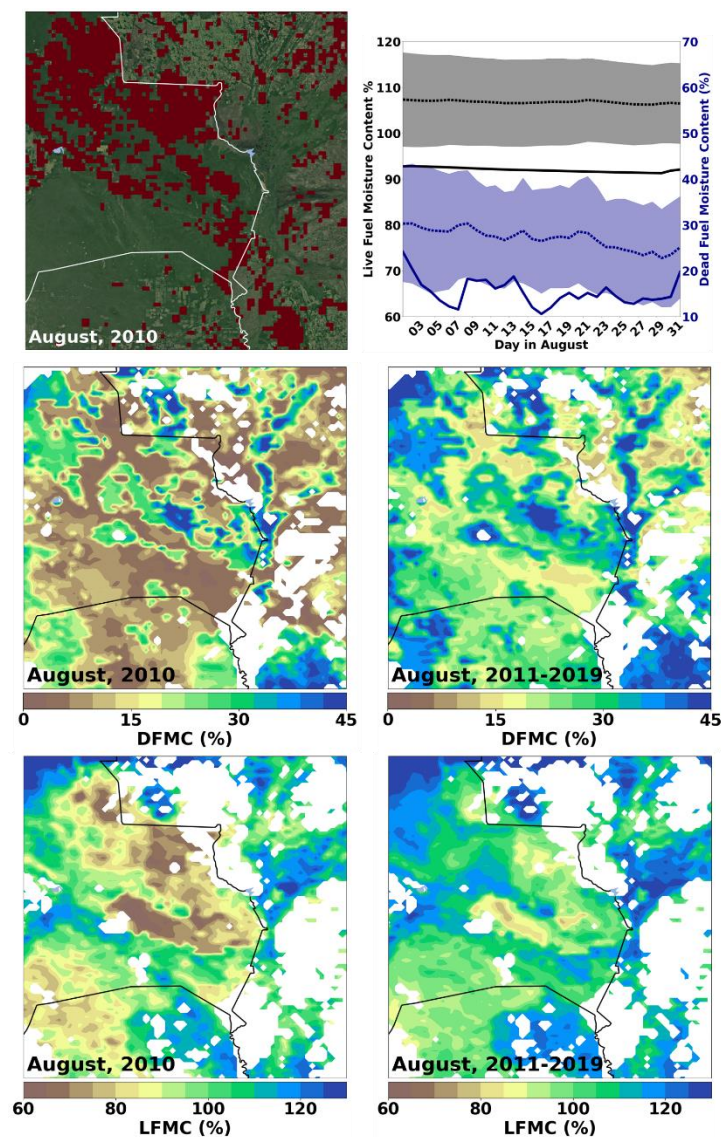 August, 2010
120
110
100
90
80
70
60
Live Fuel Moisture Content %
70
60
50
40
30
20
10
Dead Fuel Moisture Content (%)
03 05 07 09 11 13 15 17 19 21 23 25 27 29 31
Day in August
August, 2010
0 15 30 45
DFMC (%)
August, 2011-2019
0 15 30 45
DFMC (%)
August, 2010
60 80 100 120
LFMC (%)
August, 2011-2019
60 80 100 120
LFMC (%)